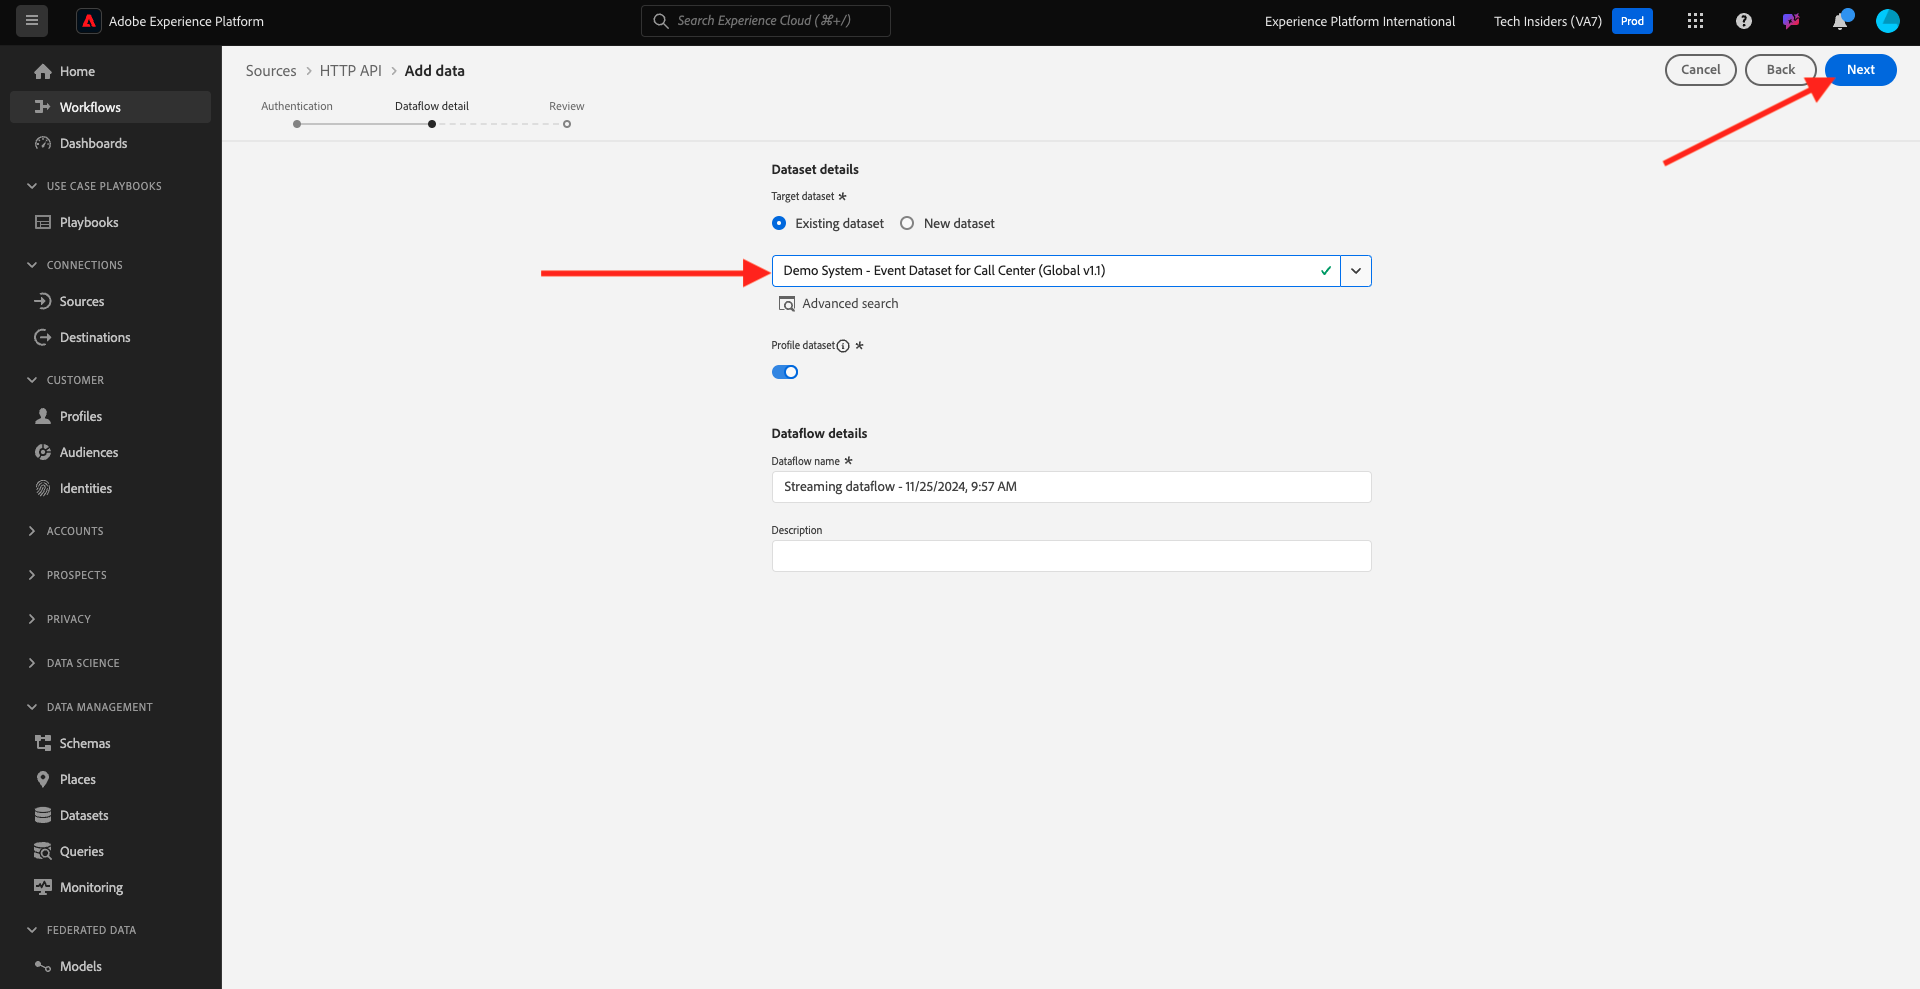 Adobe Experience Platform
Search Experience Cloud (⌘+/)
Experience Platform International
Tech Insiders (VA7)
Prod
Home
Workflows
Dashboards
USE CASE PLAYBOOKS
Playbooks
CONNECTIONS
Sources
Destinations
CUSTOMER
Profiles
Audiences
Identities
ACCOUNTS
PROSPECTS
PRIVACY
DATA SCIENCE
DATA MANAGEMENT
Schemas
Places
Datasets
Queries
Monitoring
FEDERATED DATA
Models
Sources > HTTP API > Add data
Cancel
Back
Next
Authentication
Dataflow detail
Review
Dataset details
Target dataset *
Existing dataset
New dataset
Demo System - Event Dataset for Call Center (Global v1.1)
Advanced search
Profile dataset *
Dataflow details
Dataflow name *
Streaming dataflow - 11/25/2024, 9:57 AM
Description